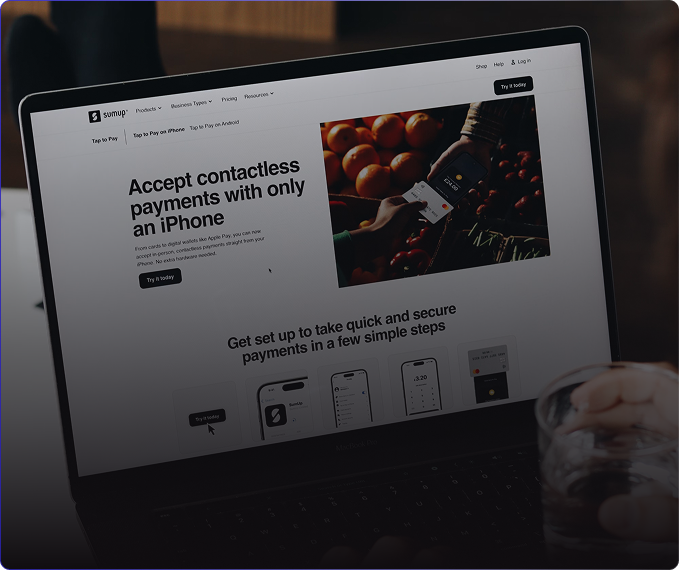 sumup
Products
Business Types
Pricing
Resources
Shop
Help
Log in
Try it today
Tap to Pay
Tap to Pay on iPhone
Tap to Pay on Android
Accept contactless
payments with only
an iPhone
From cards to digital wallets like Apple Pay, you can now
accept in-person, contactless payments straight from your
iPhone. No extra hardware needed.
Try it today
£24.00
Get set up to take quick and secure
payments in a few simple steps
Try it today
SumUp